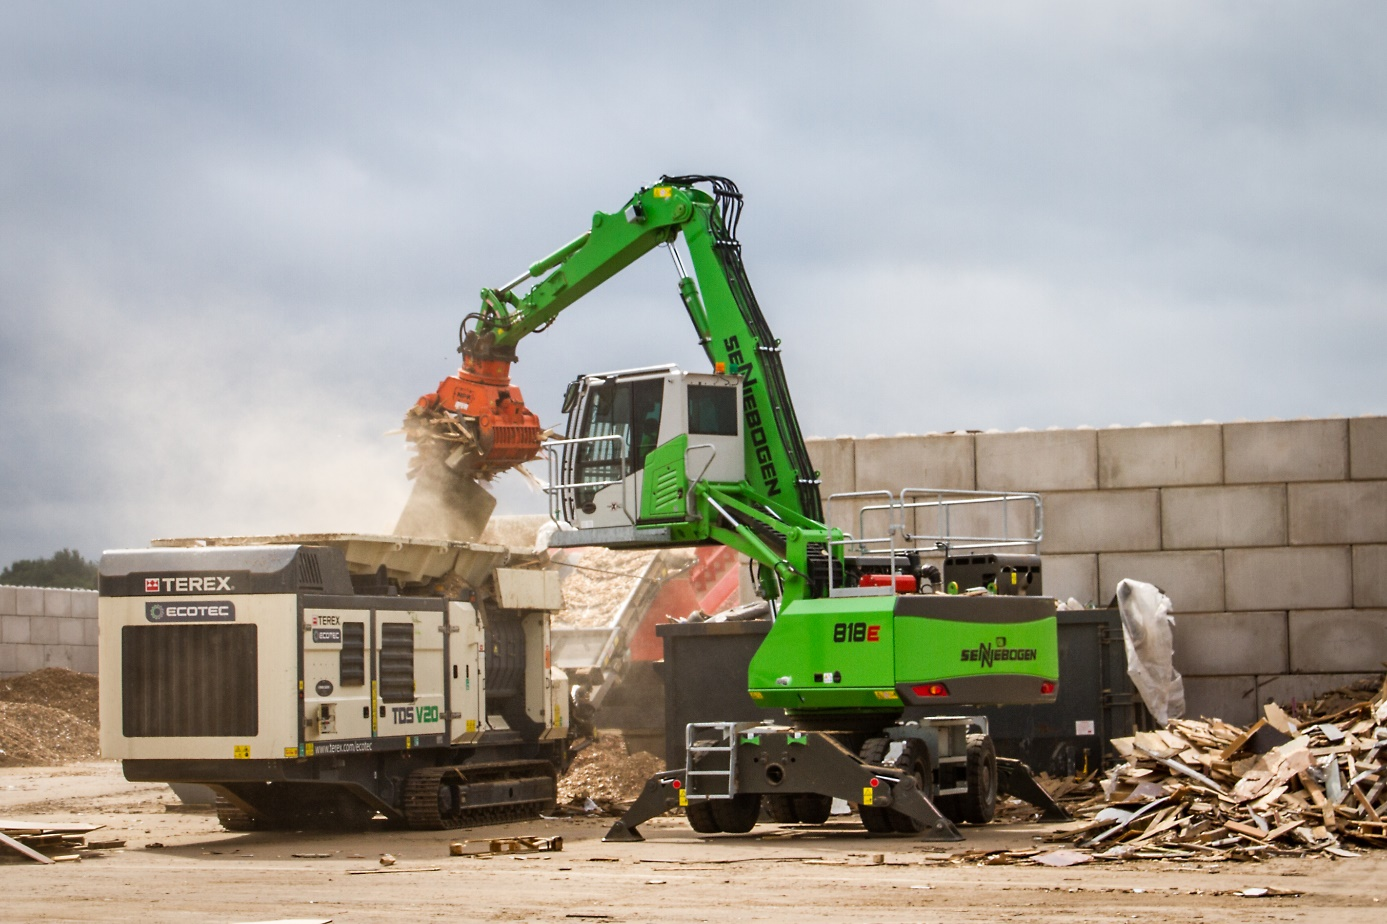 SENNEBOGEN
TEREX
ECOTEC
TEREX
ECOTEC
TDS V20
www.terex.com/ecotec
818E
SENNEBOGEN